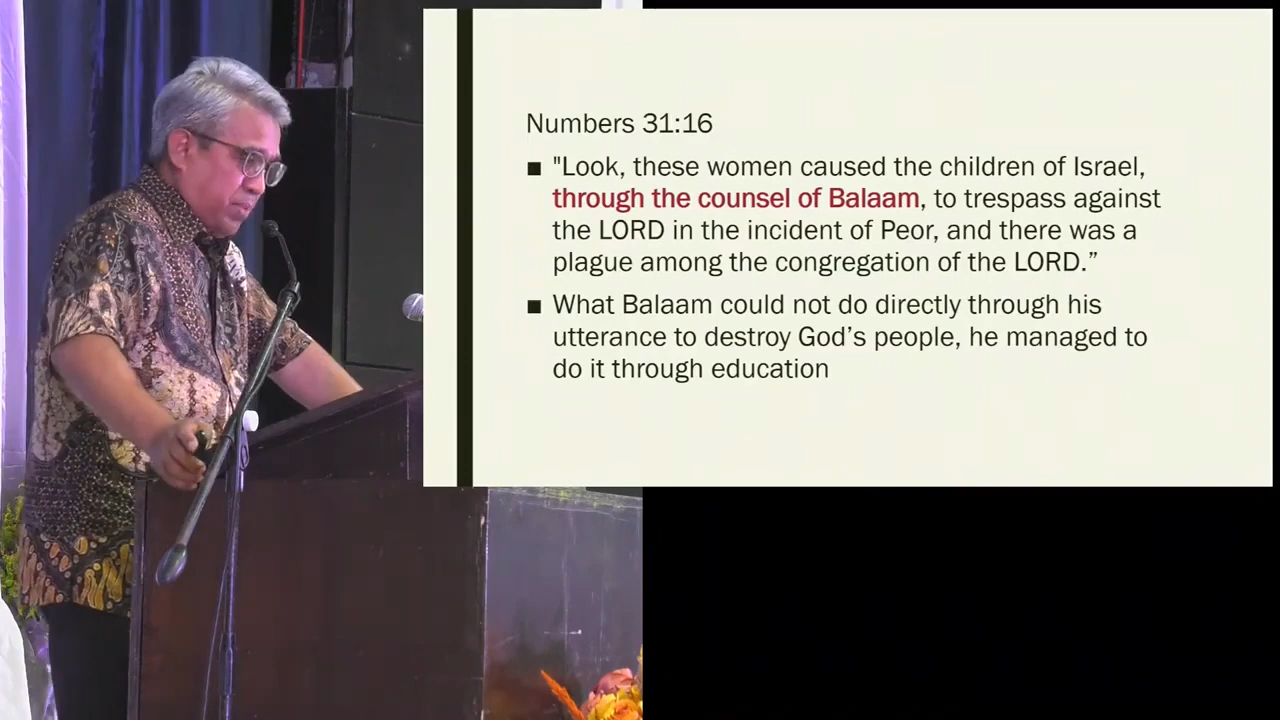 Numbers 31:16
■ "Look, these women caused the children of Israel,
through the counsel of Balaam, to trespass against
the LORD in the incident of Peor, and there was a
plague among the congregation of the LORD.”
■ What Balaam could not do directly through his
utterance to destroy God’s people, he managed to
do it through education